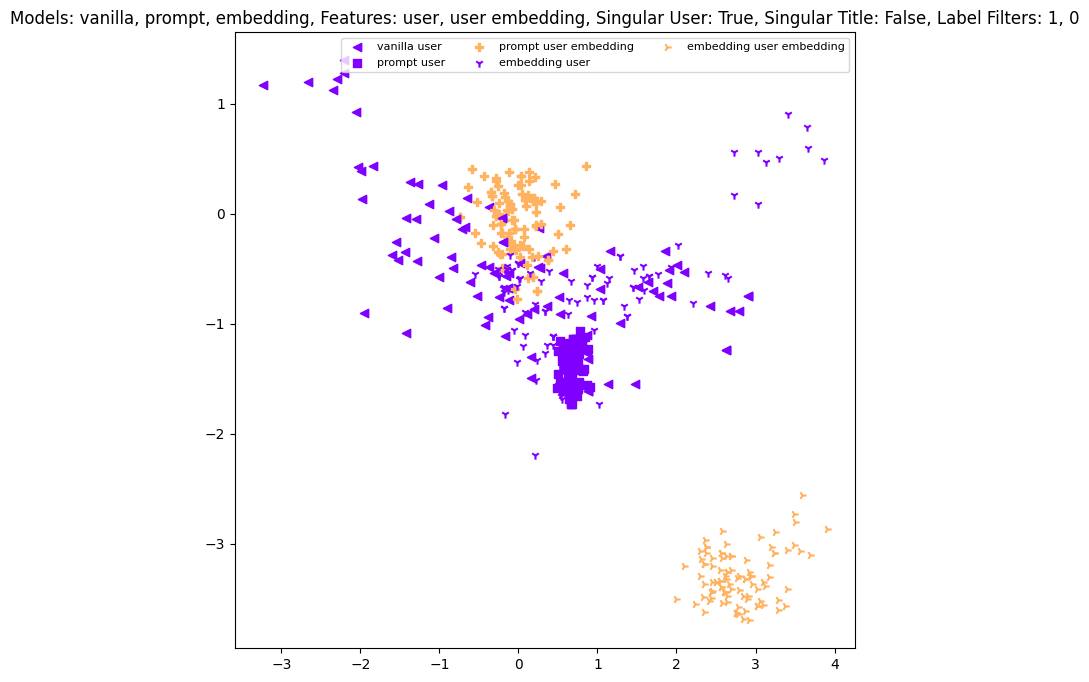 Models: vanilla, prompt, embedding, Features: user, user embedding, Singular User: True, Singular Title: False, Label Filters: 1, 0
vanilla user
prompt user embedding
embedding user embedding
prompt user
embedding user
1
0
−1
−2
−3
−3
−2
−1
0
1
2
3
4